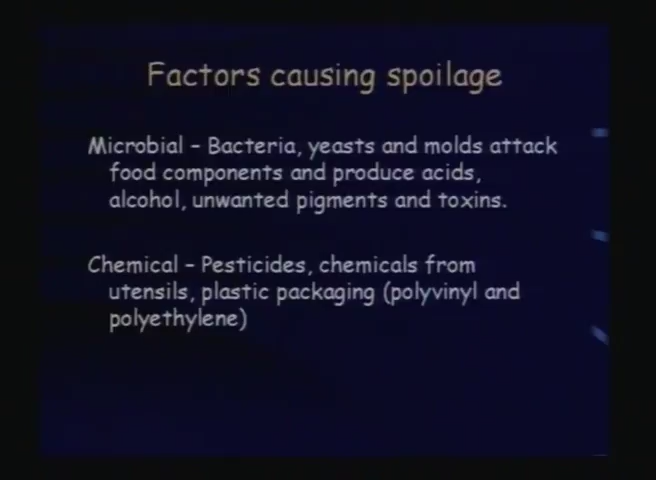 Factors causing spoilage
Microbial – Bacteria, yeasts and molds attack
food components and produce acids,
alcohol, unwanted pigments and toxins.
Chemical – Pesticides, chemicals from
utensils, plastic packaging (polyvinyl and
polyethylene)